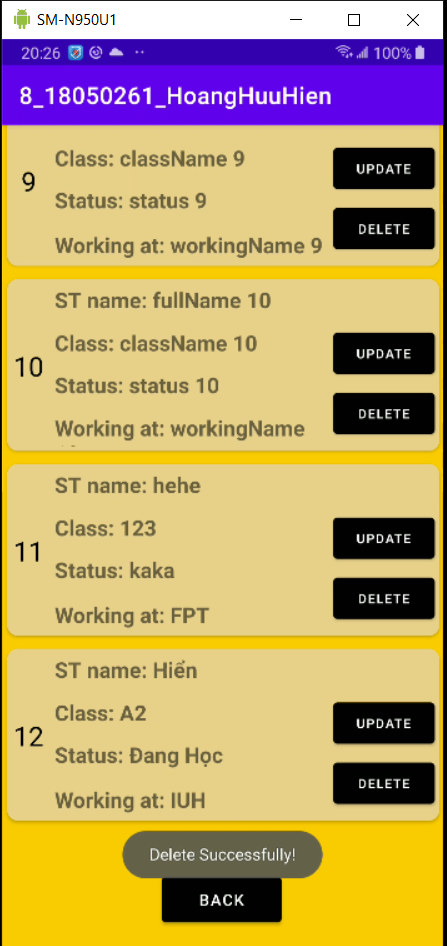 SM-N950U1
20:26
100%
8_18050261_HoangHuuHien
9
Class: className 9
Status: status 9
Working at: workingName 9
UPDATE
DELETE
10
ST name: fullName 10
Class: className 10
Status: status 10
Working at: workingName
UPDATE
DELETE
11
ST name: hehe
Class: 123
Status: kaka
Working at: FPT
UPDATE
DELETE
12
ST name: Hiển
Class: A2
Status: Đang Học
Working at: IUH
UPDATE
DELETE
Delete Successfully!
BACK